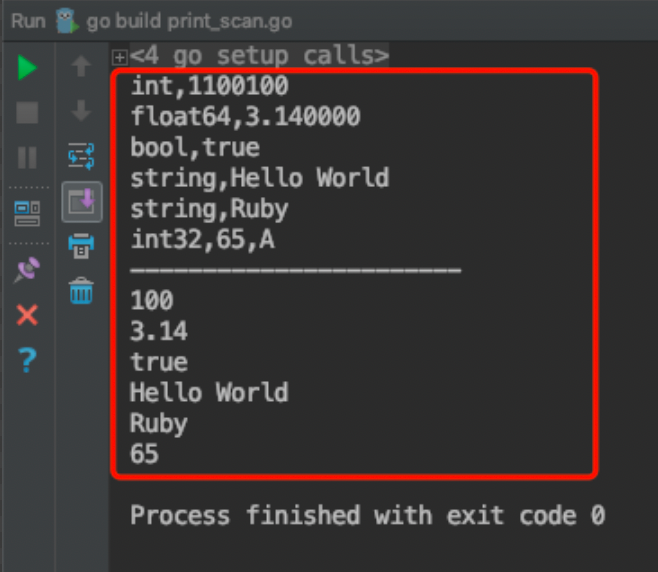 Run go build print_scan.go
<4 go setup calls>
int,1100100
float64,3.140000
bool,true
string,Hello World
string,Ruby
int32,65,A
-----------------------
100
3.14
true
Hello World
Ruby
65
Process finished with exit code 0